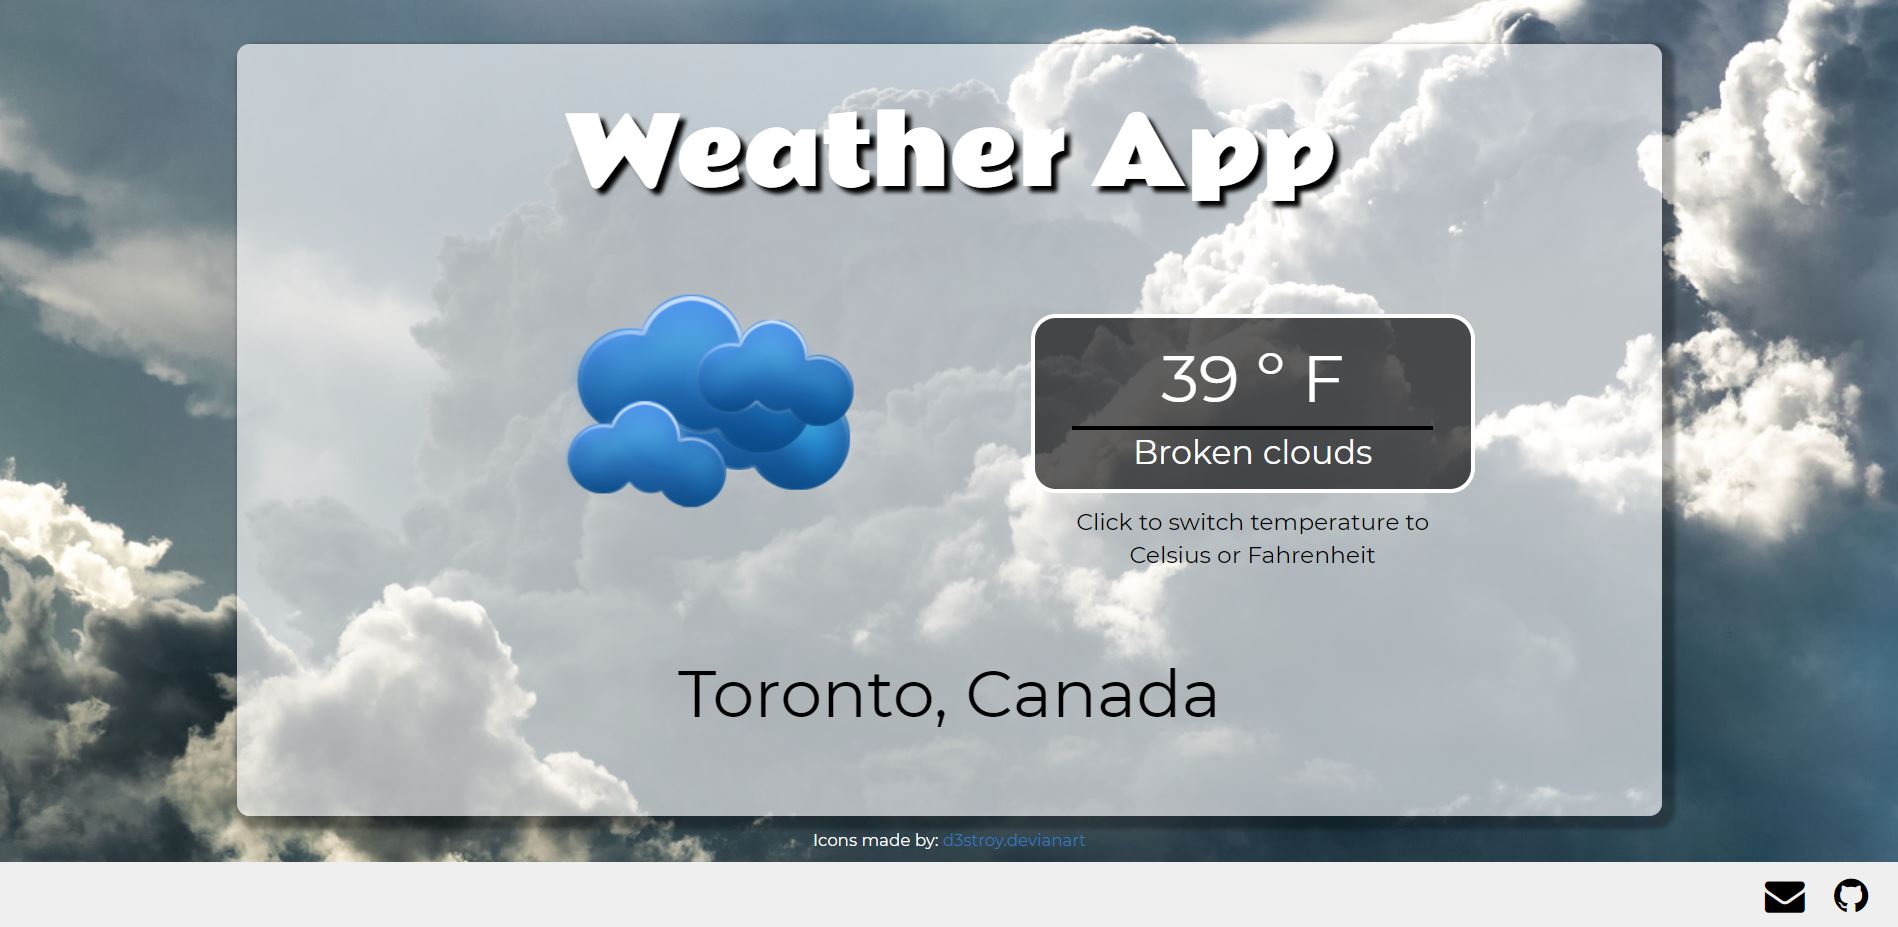 Weather App
39 º F
Broken clouds
Click to switch temperature to
Celsius or Fahrenheit
Toronto, Canada
Icons made by: d3stroy.devianart